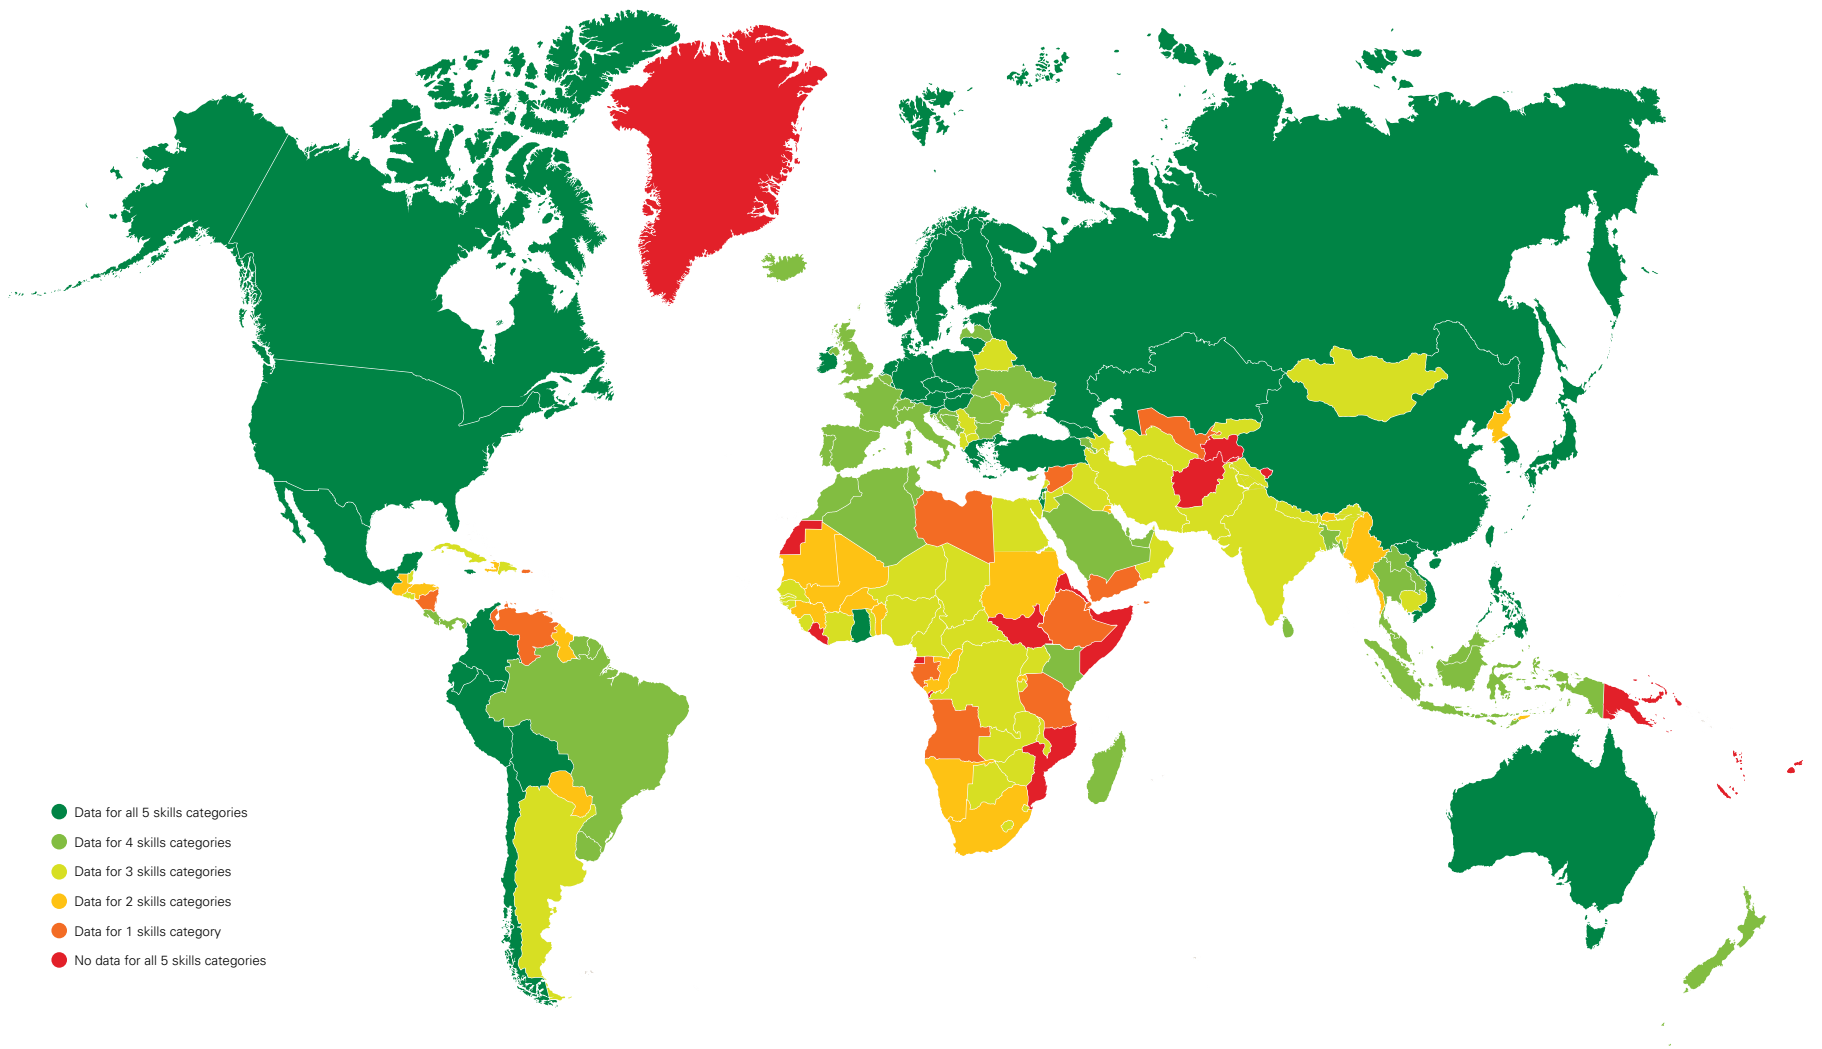 Data for all 5 skills categories
Data for 4 skills categories
Data for 3 skills categories
Data for 2 skills categories
Data for 1 skills category
No data for all 5 skills categories